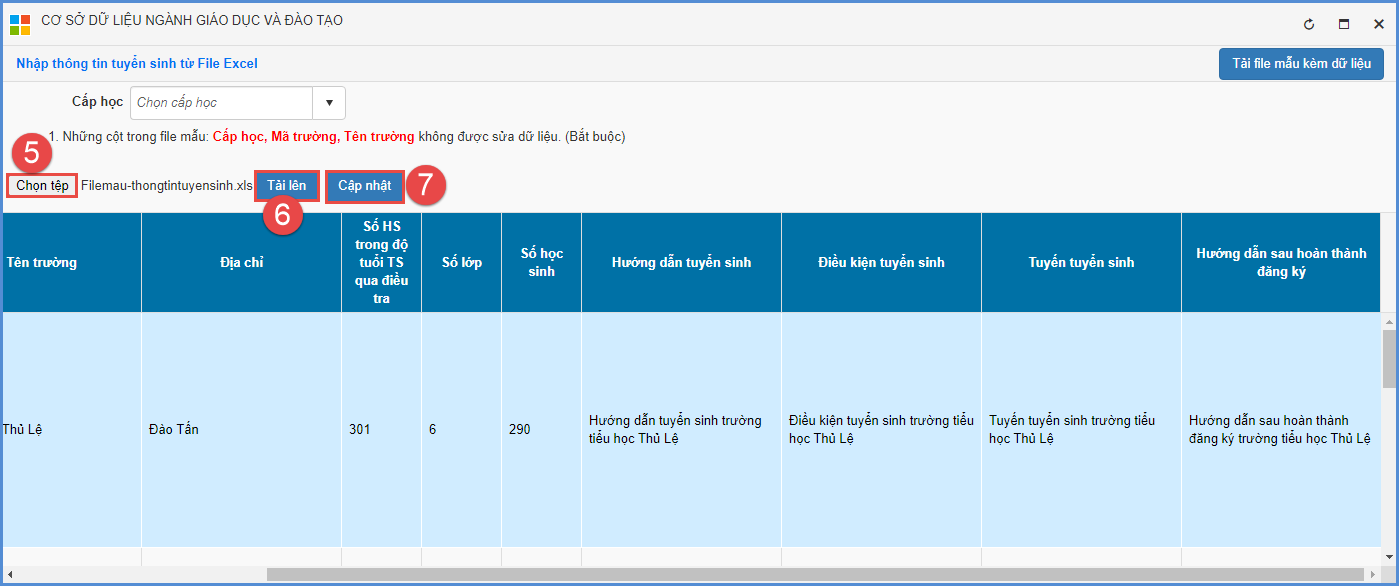 CƠ SỞ DỮ LIỆU NGÀNH GIÁO DỤC VÀ ĐÀO TẠO
Nhập thông tin tuyển sinh từ File Excel
Tải file mẫu kèm dữ liệu
Cấp học
Chọn cấp học
1. Những cột trong file mẫu: Cấp học, Mã trường, Tên trường không được sửa dữ liệu. (Bắt buộc)
5
Chọn tệp Filemau-thongtintuyensinh.xls Tải lên Cập nhật 7
6
Tên trường
Địa chỉ
Số HS
trong độ
tuổi TS
qua điều
tra
Số lớp
Số học
sinh
Hướng dẫn tuyển sinh
Điều kiện tuyển sinh
Tuyến tuyển sinh
Hướng dẫn sau hoàn thành
đăng ký
Thủ Lệ
Đào Tấn
301
6
290
Hướng dẫn tuyển sinh trường
tiểu học Thủ Lệ
Điều kiện tuyển sinh trường tiểu
học Thủ Lệ
Tuyến tuyển sinh trường tiểu
học Thủ Lệ
Hướng dẫn sau hoàn thành
đăng ký trường tiểu học Thủ Lệ